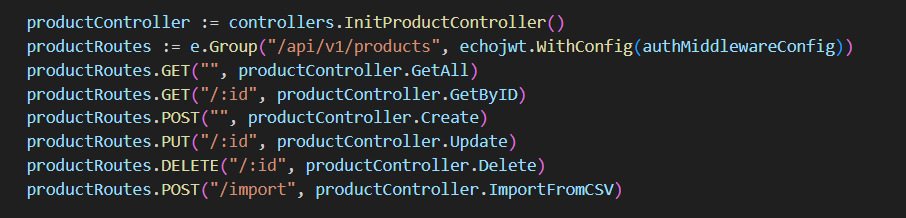 productController := controllers.InitProductController()
productRoutes := e.Group("/api/v1/products", echojwt.WithConfig(authMiddlewareConfig))
productRoutes.GET("", productController.GetAll)
productRoutes.GET("/:id", productController.GetByID)
productRoutes.POST("", productController.Create)
productRoutes.PUT("/:id", productController.Update)
productRoutes.DELETE("/:id", productController.Delete)
productRoutes.POST("/import", productController.ImportFromCSV)